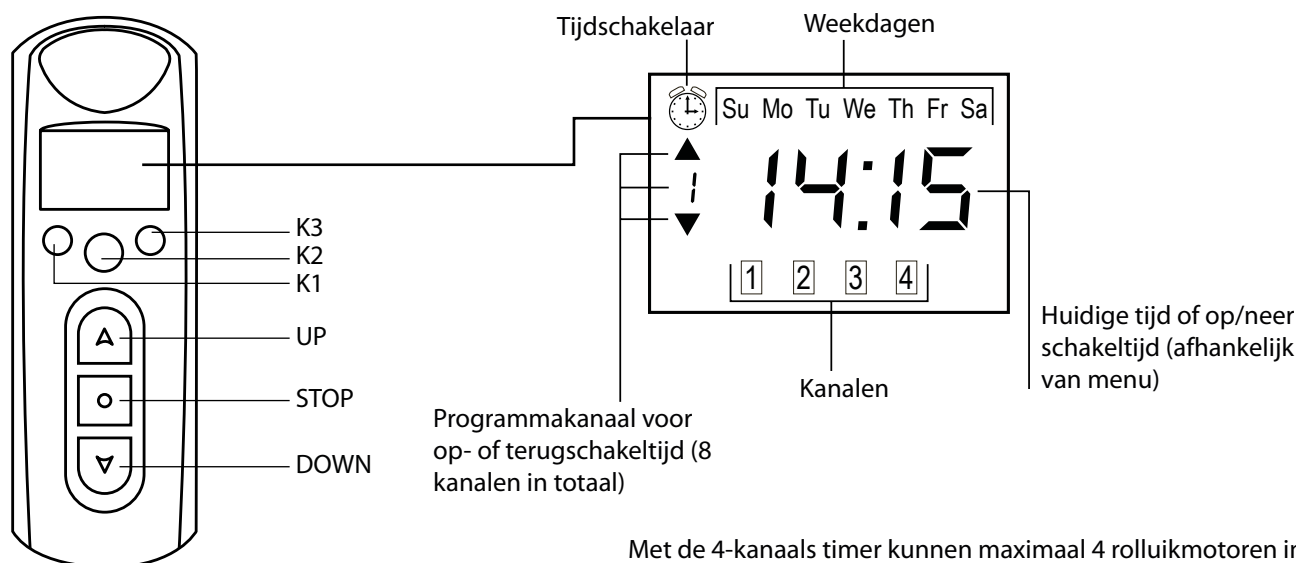 Tijdschakelaar
Weekdagen
Su Mo Tu We Th Fr Sa
1
14:15
1 2 3 4
K3
K2
K1
UP
STOP
DOWN
Kanalen
Huidige tijd of op/neer
schakeltijd (afhankelijk
van menu)
Programmakanaal voor
op- of terugschakeltijd (8
kanalen in totaal)
Met de 4-kanaals timer kunnen maximaal 4 rolluikmotoren in